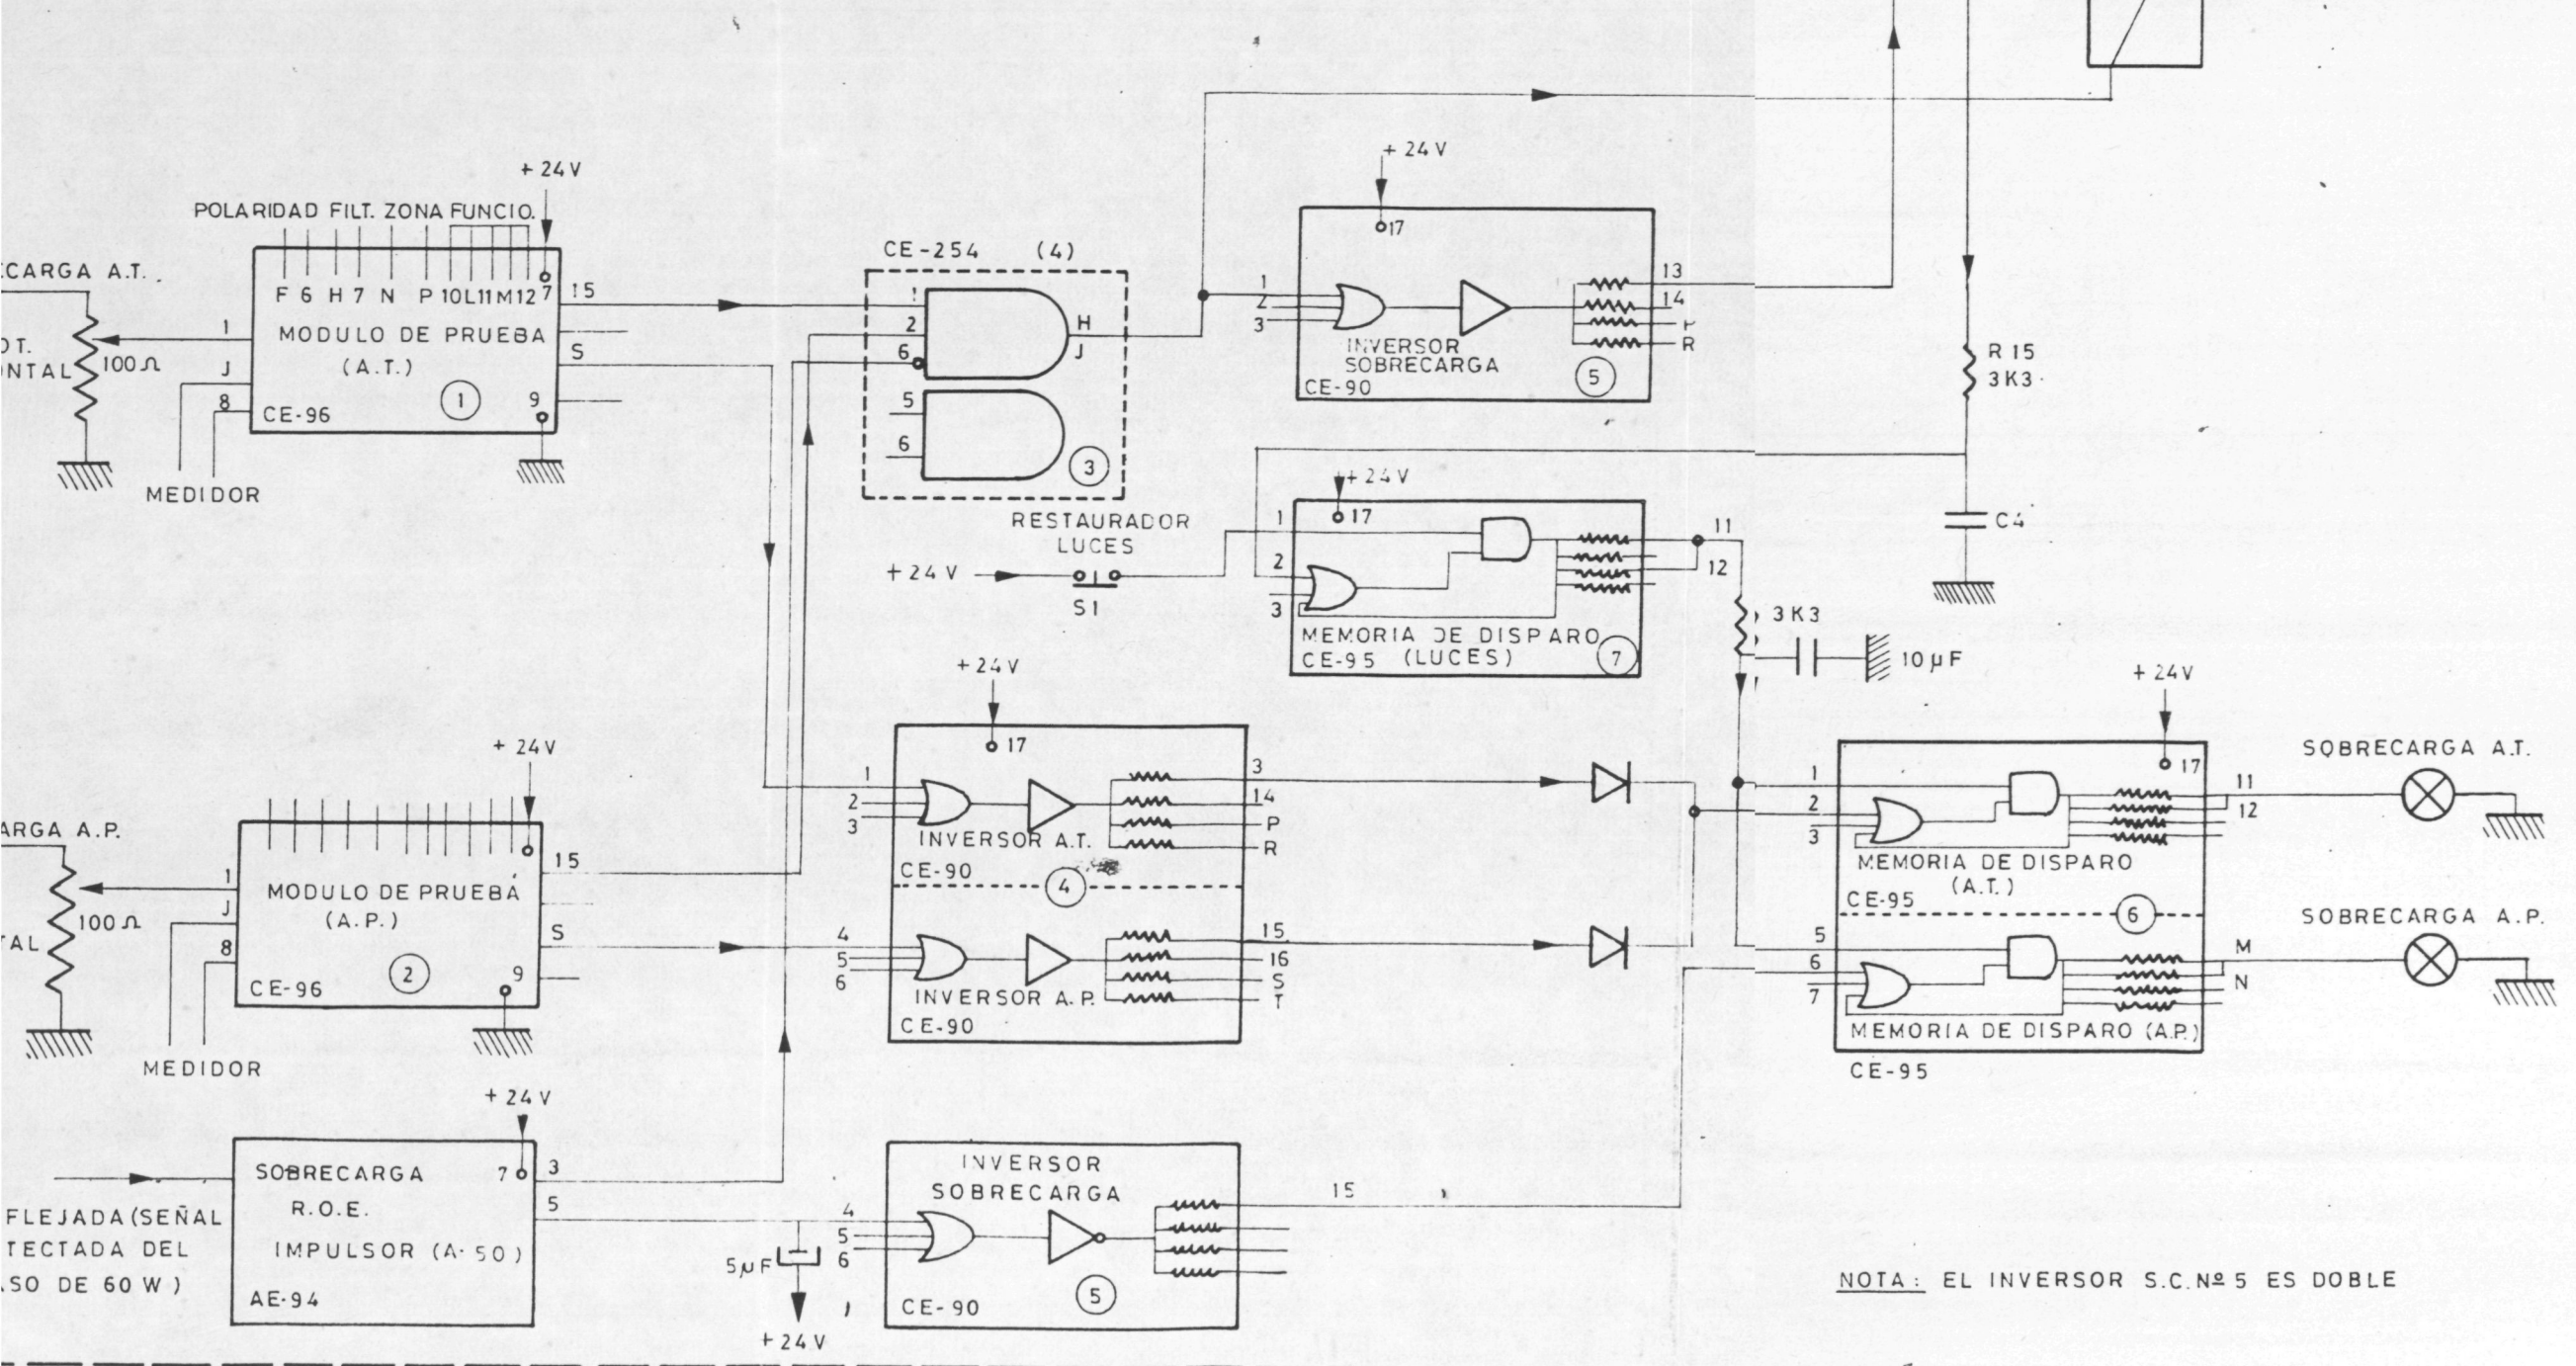 + 24V
POLARIDAD FILT. ZONA FUNCIO.
CARGA A.T.
F 6 H 7 N P 10 L 11 M 12 7
15
1
MODULO DE PRUEBA
S
100Ω
(A.T.)
J
8
9
CE-96
1
MEDIDOR
CE-254 (4)
1
2
6
H
J
5
6
3
+ 24V
17
1
2
3
13
14
R
INVERSOR
SOBRECARGA
CE-90
5
R 15
3K3
C4
RESTAURADOR
LUCES
+ 24V
S1
+ 24V
17
1
2
3
11
12
MEMORIA DE DISPARO
CE-95 (LUCES)
7
3K3
10µF
+ 24V
ARGA A.P.
15
1
MODULO DE PRUEBA
(A.P.)
J
100Ω
S
8
9
CE-96
2
MEDIDOR
+24V
17
1
2
3
3
14
P
R
INVERSOR A.T.
CE-90
4
4
5
6
15
16
S
T
INVERSOR A.P.
CE-90
+ 24V
17
1
2
3
11
12
SOBRECARGA A.T.
MEMORIA DE DISPARO
(A.T.)
CE-95
6
5
6
7
M
N
SOBRECARGA A.P.
MEMORIA DE DISPARO (A.P.)
CE-95
+ 24V
SOBRECARGA
7
3
R.O.E.
5
IMPULSOR (A-50)
AE-94
FLEJADA (SEÑAL
TECTADA DEL
SO DE 60 W)
5µF
+24V
INVERSOR
SOBRECARGA
4
5
6
15
CE-90
5
NOTA: EL INVERSOR S.C. Nº 5 ES DOBLE